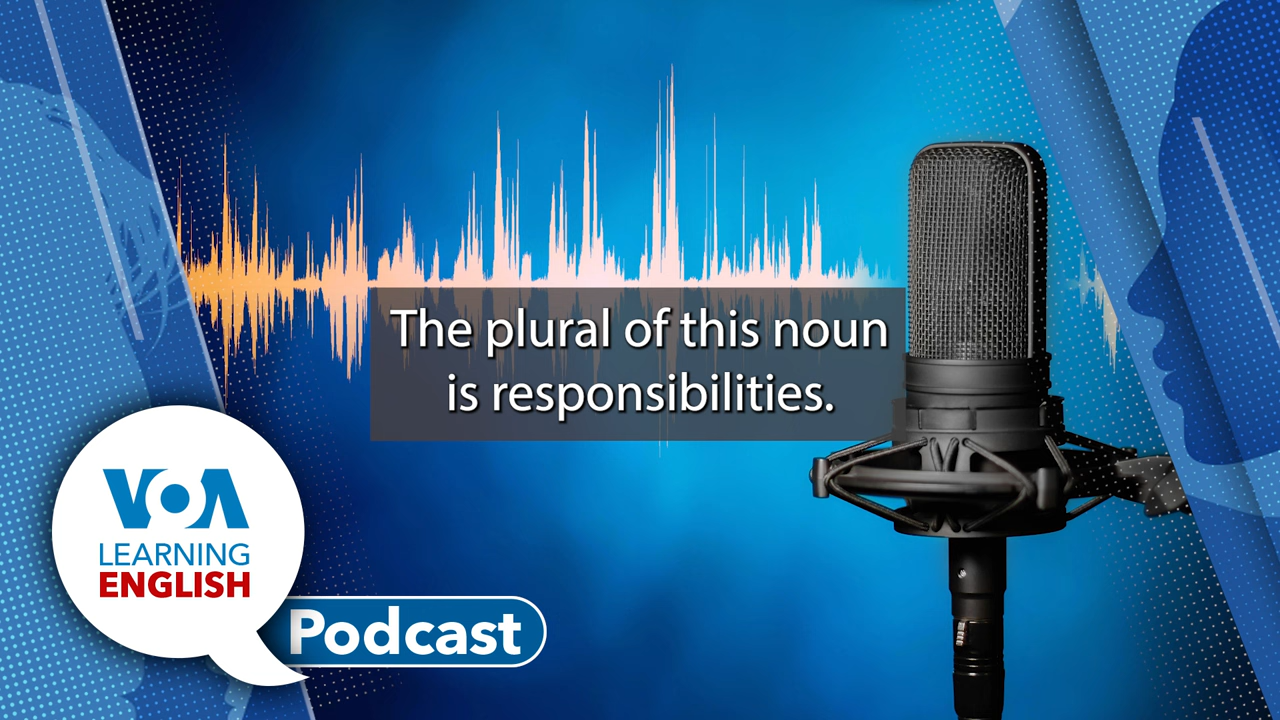 The plural of this noun
is responsibilities.
VOA
LEARNING
ENGLISH
Podcast